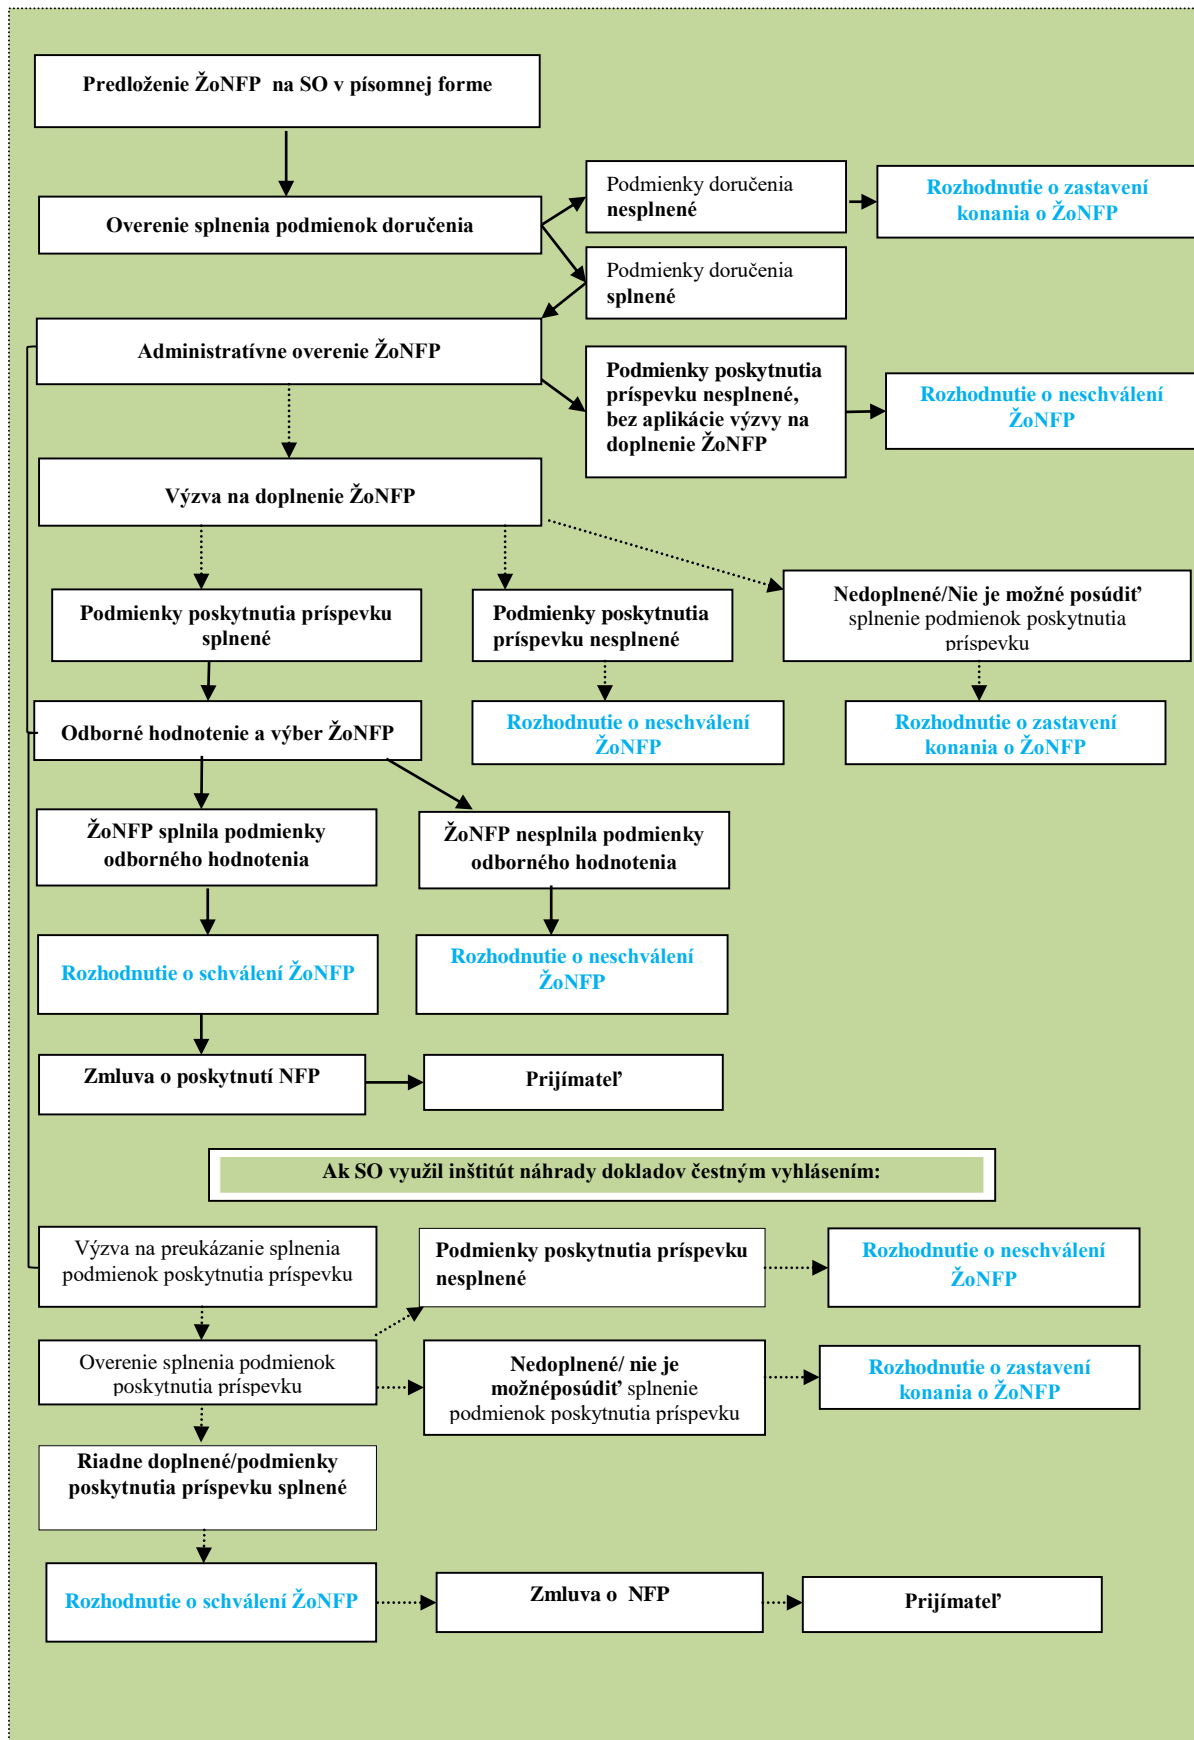 Predloženie ŽoNFP na SO v písomnej forme
Overenie splnenia podmienok doručenia
Podmienky doručenia
nesplnené
Rozhodnutie o zastavení
konania o ŽoNFP
Podmienky doručenia
splnené
Administratívne overenie ŽoNFP
Podmienky poskytnutia
príspevku nesplnené,
bez aplikácie výzvy na
doplnenie ŽoNFP
Rozhodnutie o neschválení
ŽoNFP
Výzva na doplnenie ŽoNFP
Podmienky poskytnutia príspevku
splnené
Podmienky poskytnutia
príspevku nesplnené
Nedoplnené/Nie je možné posúdiť
splnenie podmienok poskytnutia
príspevku
Odborné hodnotenie a výber ŽoNFP
Rozhodnutie o neschválení
ŽoNFP
Rozhodnutie o zastavení
konania o ŽoNFP
ŽoNFP splnila podmienky
odborného hodnotenia
ŽoNFP nesplnila podmienky
odborného hodnotenia
Rozhodnutie o schválení ŽoNFP
Rozhodnutie o neschválení
ŽoNFP
Zmluva o poskytnutí NFP
Prijímateľ
Ak SO využil inštitút náhrady dokladov čestným vyhlásením:
Výzva na preukázanie splnenia
podmienok poskytnutia príspevku
Podmienky poskytnutia príspevku
nesplnené
Rozhodnutie o neschválení
ŽoNFP
Overenie splnenia podmienok
poskytnutia príspevku
Nedoplnené/ nie je
možnéposúdiť splnenie
podmienok poskytnutia príspevku
Rozhodnutie o zastavení
konania o ŽoNFP
Riadne doplnené/podmienky
poskytnutia príspevku splnené
Rozhodnutie o schválení ŽoNFP
Zmluva o NFP
Prijímateľ